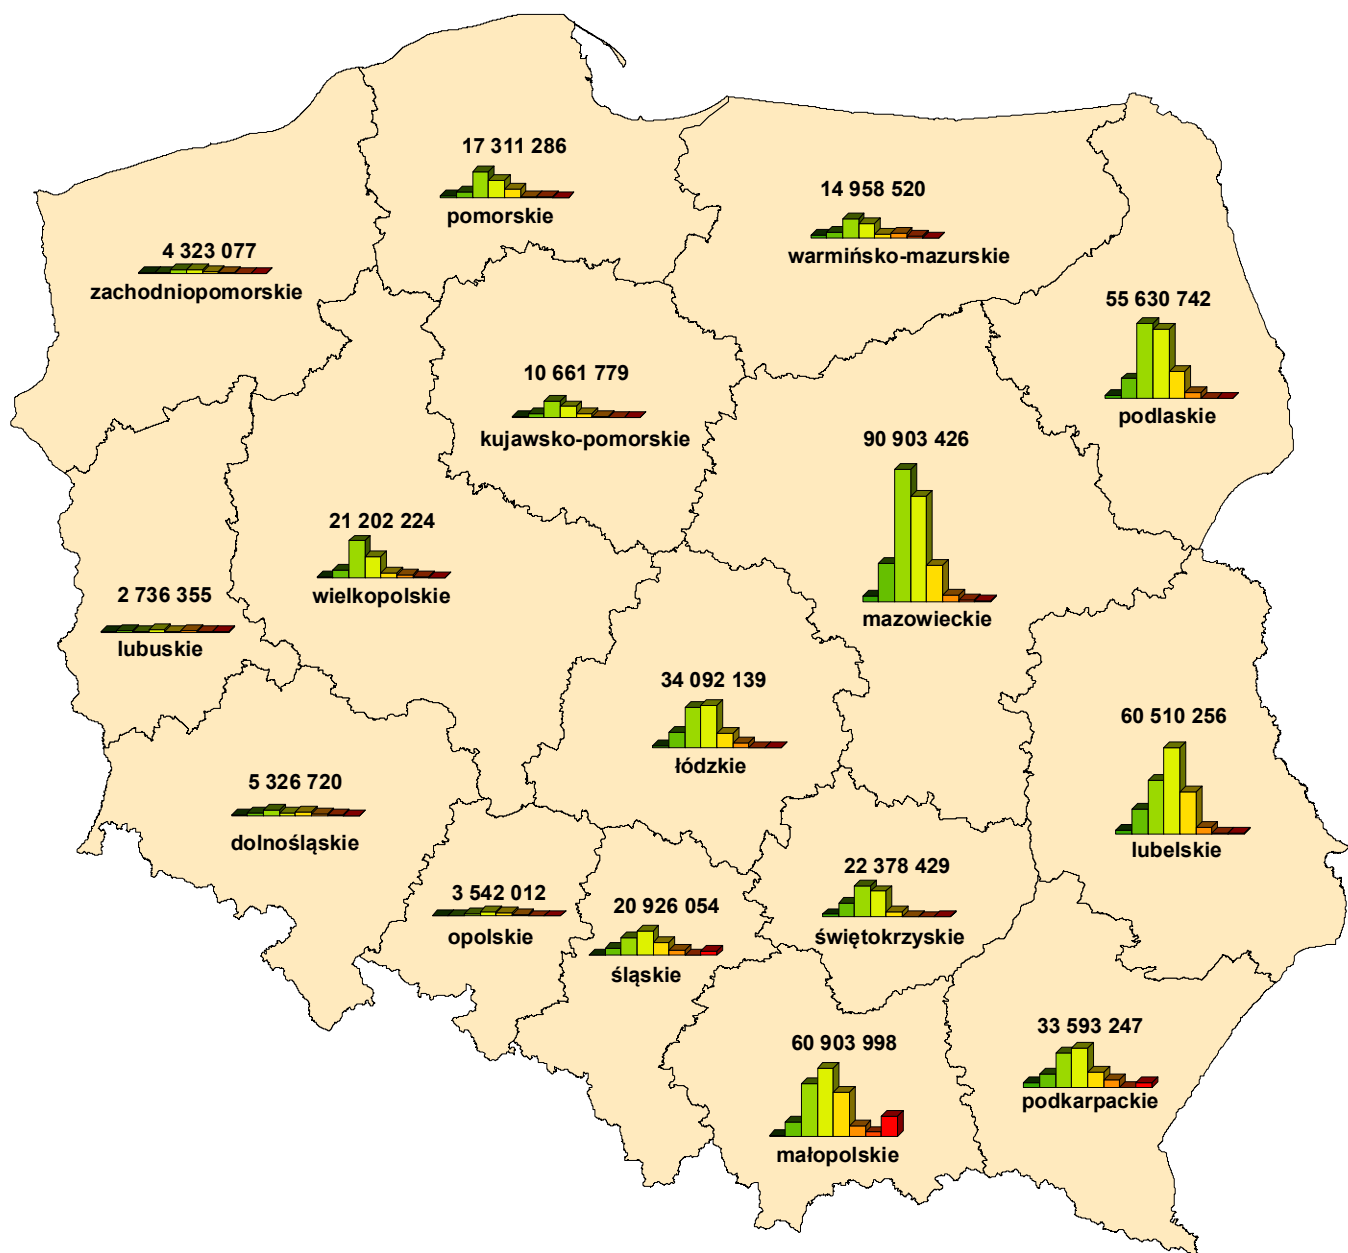 17 311 286
pomorskie
14 958 520
warmińsko-mazurskie
4 323 077
zachodniopomorskie
55 630 742
podlaskie
10 661 779
kujawsko-pomorskie
90 903 426
mazowieckie
21 202 224
wielkopolskie
2 736 355
lubuskie
34 092 139
łódzkie
60 510 256
lubelskie
5 326 720
dolnośląskie
22 378 429
świętokrzyskie
3 542 012
opolskie
20 926 054
śląskie
33 593 247
podkarpackie
60 903 998
małopolskie